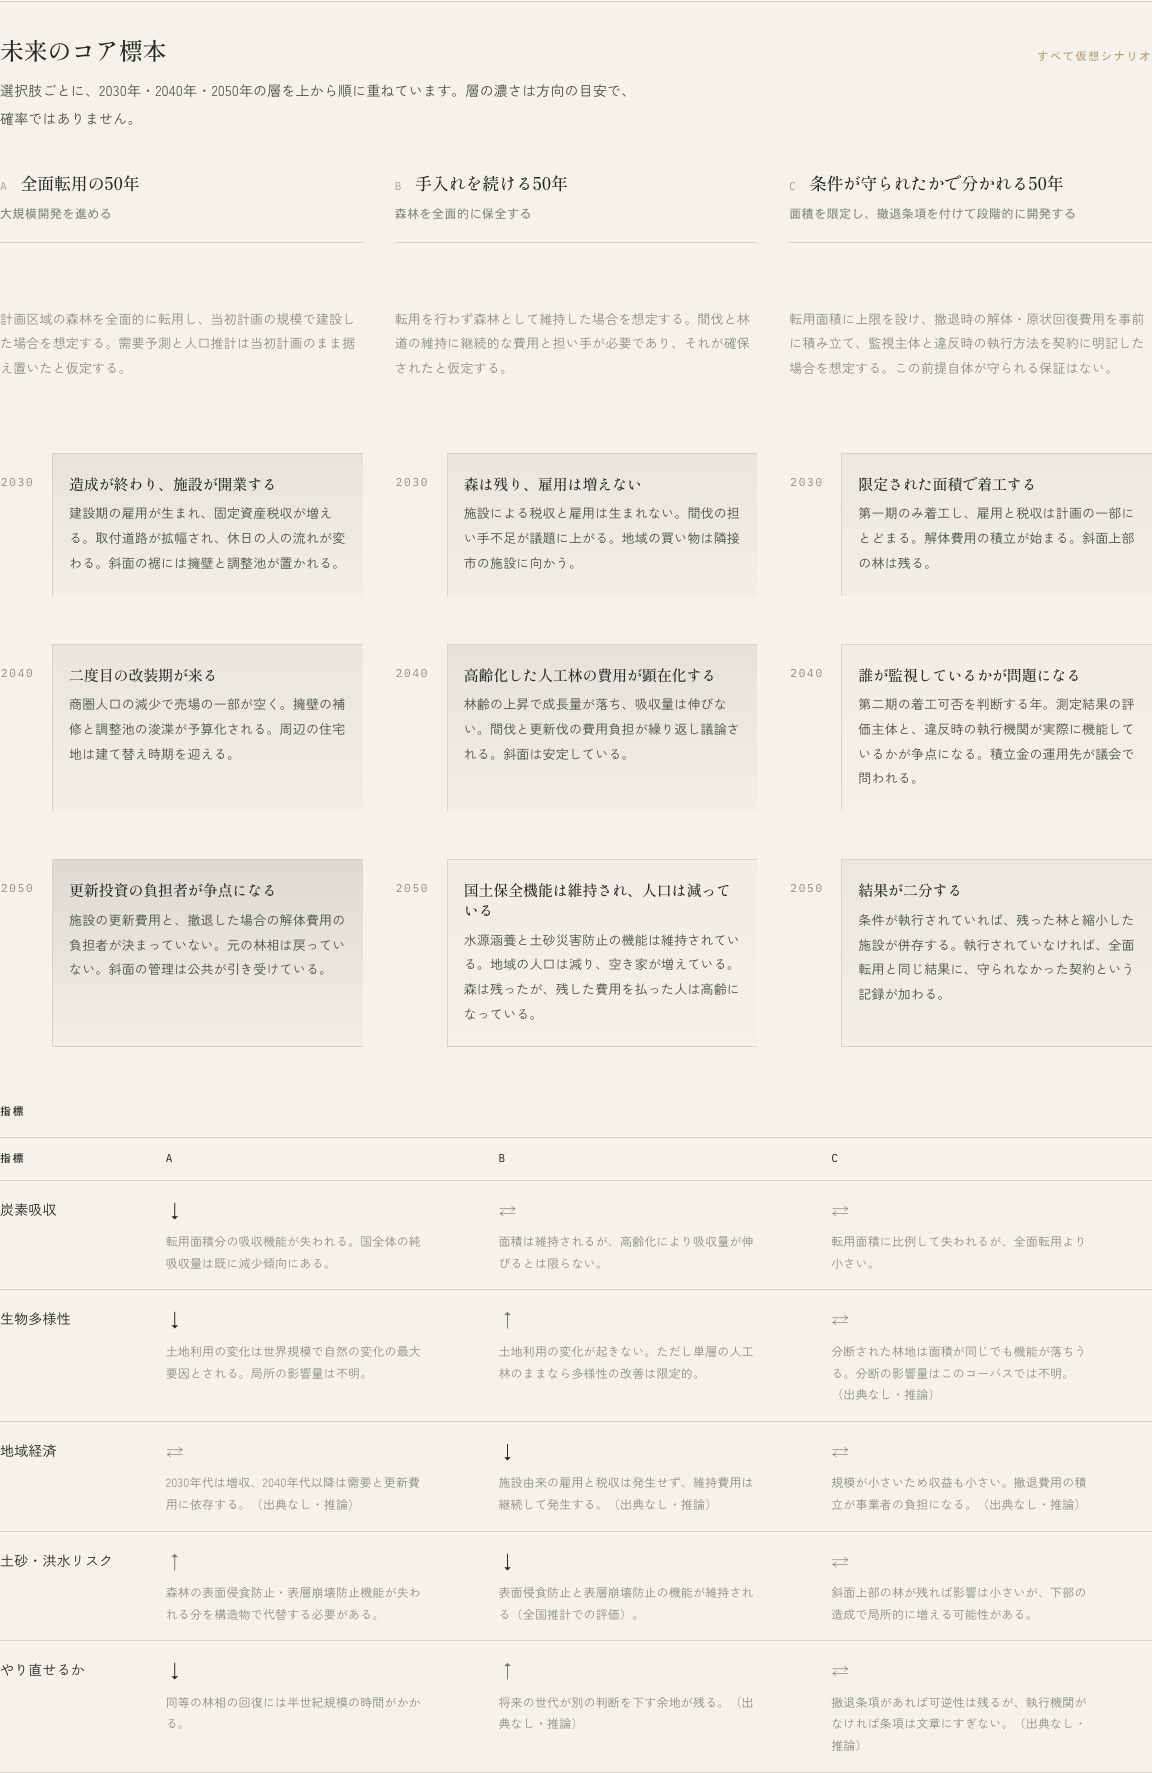 未来のコア標本
すべて仮想シナリオ
選択肢ごとに、2030年・2040年・2050年の層を上から順に重ねています。層の濃さは方向の目安で、
確率ではありません。
A 全面転用の50年
大規模開発を進める
計画区域の森林を全面的に転用し、当初計画の規模で建設し
た場合を想定する。需要予測と人口推計は当初計画のまま据
え置いたと仮定する。
2030
造成が終わり、施設が開業する
建設期の雇用が生まれ、固定資産税収が増え
る。取付道路が拡幅され、休日の人の流れが変
わる。斜面の裾には擁壁と調整池が置かれる。
2040
二度目の改装期が来る
商圏人口の減少で売場の一部が空く。擁壁の補
修と調整池の浚渫が予算化される。周辺の住宅
地は建て替え時期を迎える。
2050
更新投資の負担者が争点になる
施設の更新費用と、撤退した場合の解体費用の
負担者が決まっていない。元の林相は戻ってい
ない。斜面の管理は公共が引き受けている。
B 手入れを続ける50年
森林を全面的に保全する
転用を行わず森林として維持した場合を想定する。間伐と林
道の維持に継続的な費用と担い手が必要であり、それが確保
されたと仮定する。
2030
森は残り、雇用は増えない
施設による税収と雇用は生まれない。間伐の担
い手不足が議題に上がる。地域の買い物は隣接
市の施設に向かう。
2040
高齢化した人工林の費用が顕在化する
林齢の上昇で成長量が落ち、吸収量は伸びな
い。間伐と更新伐の費用負担が繰り返し議論さ
れる。斜面は安定している。
2050
国土保全機能は維持され、人口は減って
いる
水源涵養と土砂災害防止の機能は維持されてい
る。地域の人口は減り、空き家が増えている。
森は残ったが、残した費用を払った人は高齢に
なっている。
C 条件が守られたかで分かれる50年
面積を限定し、撤退条項を付けて段階的に開発する
転用面積に上限を設け、撤退時の解体・原状回復費用を事前
に積み立て、監視主体と違反時の執行方法を契約に明記した
場合を想定する。この前提自体が守られる保証はない。
2030
限定された面積で着工する
第一期のみ着工し、雇用と税収は計画の一部に
とどまる。解体費用の積立が始まる。斜面上部
の林は残る。
2040
誰が監視しているかが問題になる
第二期の着工可否を判断する年。測定結果の評
価主体と、違反時の執行機関が実際に機能して
いるかが争点になる。積立金の運用先が議会で
問われる。
2050
結果が二分する
条件が執行されていれば、残った林と縮小した
施設が併存する。執行されていなければ、全面
転用と同じ結果に、守られなかった契約という
記録が加わる。
指標
指標 A B C
炭素吸収
↓
転用面積分の吸収機能が失われる。国全体の純
吸収量は既に減少傾向にある。
⇄
面積は維持されるが、高齢化により吸収量が伸
びるとは限らない。
⇄
転用面積に比例して失われるが、全面転用より
小さい。
生物多様性
↓
土地利用の変化は世界規模で自然の変化の最大
要因とされる。局所の影響量は不明。
↑
土地利用の変化が起きない。ただし単層の人工
林のままなら多様性の改善は限定的。
⇄
分断された林地は面積が同じでも機能が落ちう
る。分断の影響量はこのコーパスでは不明。
（出典なし・推論）
地域経済
⇄
2030年代は増収、2040年代以降は需要と更新費
用に依存する。（出典なし・推論）
↓
施設由来の雇用と税収は発生せず、維持費用は
継続して発生する。（出典なし・推論）
⇄
規模が小さいため収益も小さい。撤退費用の積
立が事業者の負担になる。（出典なし・推論）
土砂・洪水リスク
↑
森林の表面侵食防止・表層崩壊防止機能が失わ
れる分を構造物で代替する必要がある。
↓
表面侵食防止と表層崩壊防止の機能が維持され
る（全国推計での評価）。
⇄
斜面上部の林が残れば影響は小さいが、下部の
造成で局所的に増える可能性がある。
やり直せるか
↓
同等の林相の回復には半世紀規模の時間がかか
る。
↑
将来の世代が別の判断を下す余地が残る。（出
典なし・推論）
⇄
撤退条項があれば可逆性は残るが、執行機関が
なければ条項は文章にすぎない。（出典なし・
推論）